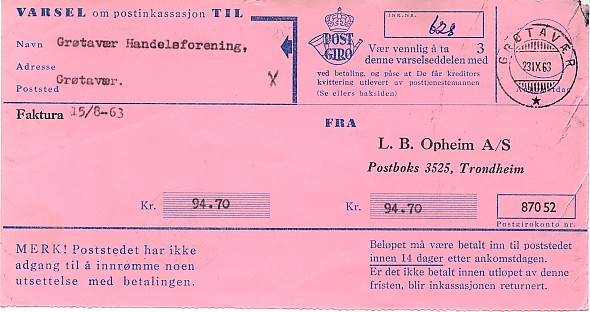 VARSEL om postinkassasjon TIL
Navn Grøtavær Handelsforening,
Adresse
Grøtavær.
Poststed X
POST
GIRO
INK.NR.
628
Vær vennlig å ta 3
denne varselseddelen med
ved betaling, og påse at De får kreditors
kvittering utlevert av posttjenestemannen
(Se ellers baksiden)
GRØTAVÆR
23IX63
Faktura 15/8-63
FRA
L. B. Opheim A/S
Postboks 3525, Trondheim
Kr. 94.70
Kr. 94.70
870 52
Postgirokonto nr.
MERK! Poststedet har ikke
adgang til å innrømme noen
utsettelse med betalingen.
Beløpet må være betalt inn til poststedet
innen 14 dager etter ankomstdagen.
Er det ikke betalt innen utløpet av denne
fristen, blir inkassasjonen returnert.